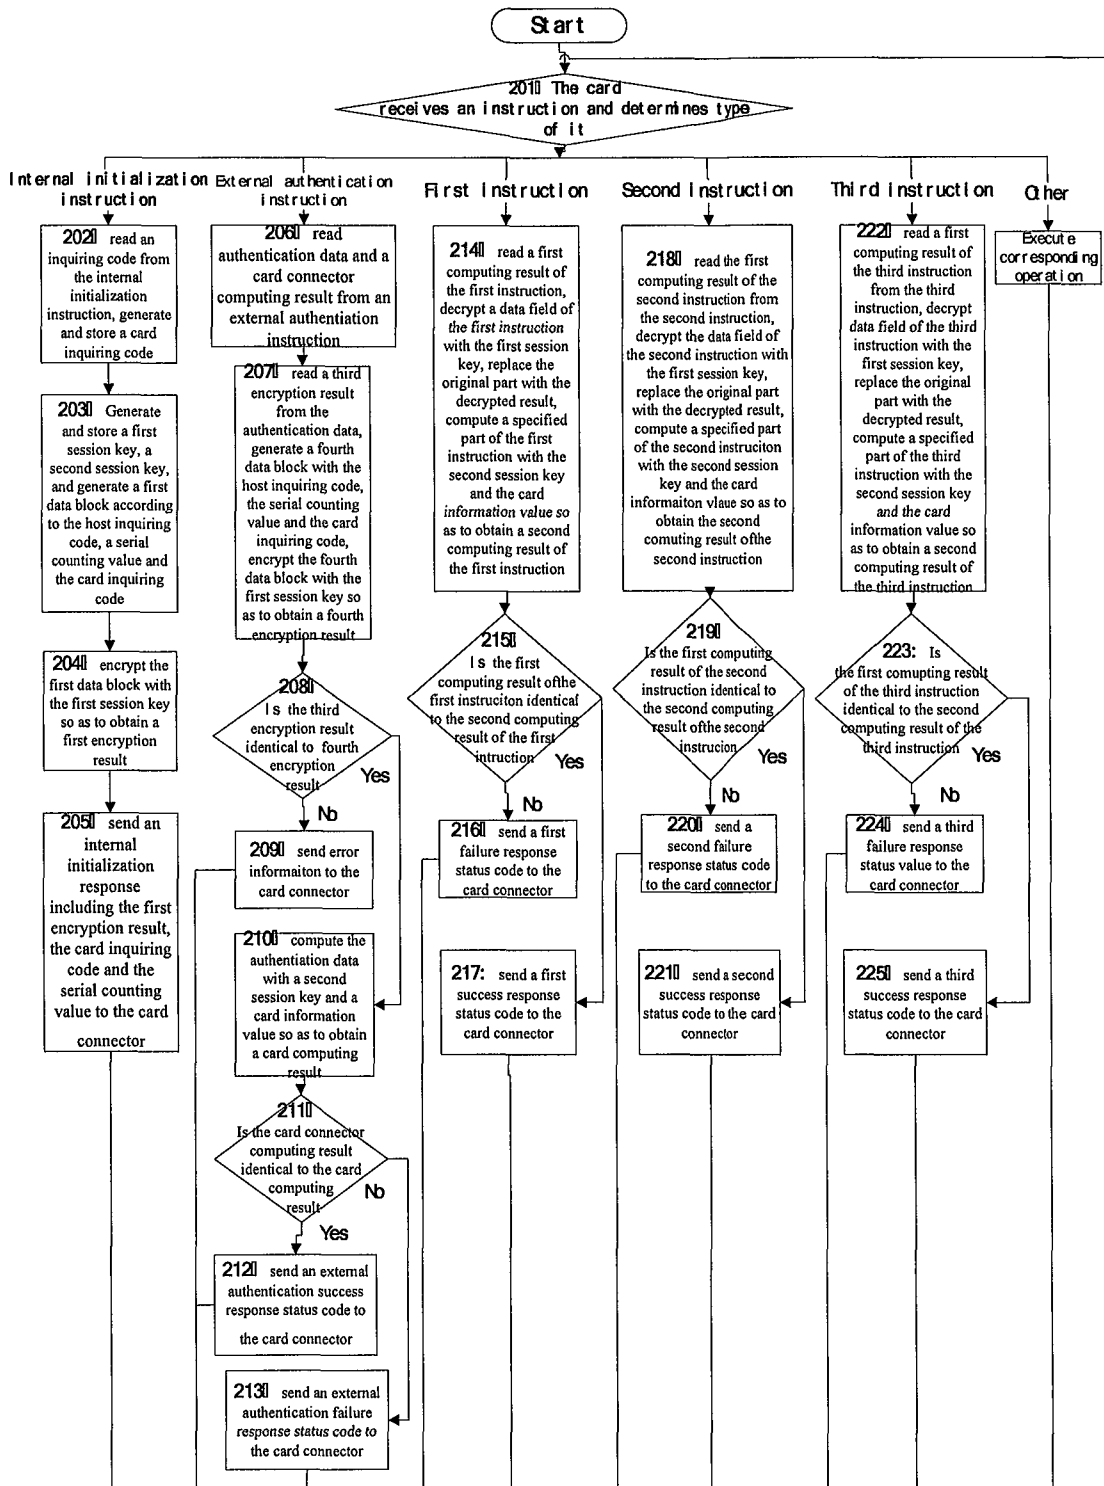 Start
201 The card
receives an instruction and determines type
of it
Internal initialization
instruction
External authentication
instruction
First instruction
Second instruction
Third instruction
Other
202 read an
inquiring code from
the internal
initialization
instruction, generate
and store a card
inquiring code
203 Generate
and store a first
session key, a
second session key,
and generate a first
data block according
to the host inquiring
code, a serial
counting value and
the card inquiring
code
204 encrypt the
first data block with
the first session key
so as to obtain a
first encryption
result
205 send an
internal
initialization
response
including the first
encryption result,
the card inquiring
code and the
serial counting
value to the card
connector
206 read
authentication data and a
card connector
computing result from an
external authentiation
instruction
207 read a third
encryption result
from the
authentication data,
generate a fourth
data block with the
host inquiring code,
the serial counting
value and the card
inquiring code,
encrypt the fourth
data block with the
first session key so
as to obtain a fourth
encryption result
208
Is the third
encryption result
identical to fourth
encryption
result
Yes
No
209 send error
informaiton to the
card connector
210 compute the
authentiation data
with a second
session key and a
card information
value so as to obtain
a card computing
result
211
Is the card connector
computing result
identical to the card
computing
result
No
Yes
212 send an external
authentication success
response status code to
the card connector
213 send an external
authentication failure
response status code to
the card connector
214 read a first
computing result of
the first instruction,
decrypt a data field of
the first instruction
with the first session
key, replace the
original part with the
decrypted result,
compute a specified
part of the first
instruction with the
second session key
and the card
information value so
as to obtain a second
computing result of
the first instruction
215
Is the first
computing result ofthe
first instruciton identical
to the second computing
result of the first
intruction
Yes
No
216 send a first
failure response
status code to the
card connector
217: send a first
success response
status code to the
card connector
218 read the first
computing result of the
second instruction from
the second instruction,
decrypt the data field of
the second instruction with
the first session key,
replace the original part
with the decrypted result,
compute a specified part
of the second instruciton
with the second session
key and the card
informaiton vlaue so as to
obtain the second
comuting result ofthe
second instruction
219
Is the first computing
result of the second
instruction identical to
the second computing
result ofthe second
instrucion
Yes
No
220 send a
second failure
response status code
to the card connector
221 send a second
success response
status code to the card
connector
222 read a first
computing result of
the third instruction
from the third
instruction, decrypt
data field of the third
instruction with the
first session key,
replace the original
part with the
decrypted result,
compute a specified
part of the third
instruction with the
second session key
and the card
information value so
as to obtain a second
computing result of
the third instruction
223: Is
the first comupting result
of the third instruction
identical to the second
computing result of the
third instruction
Yes
No
224 send a third
failure response
status value to the
card connector
225 send a third
success response
status code to the card
connector
Execute
corresponding
operation